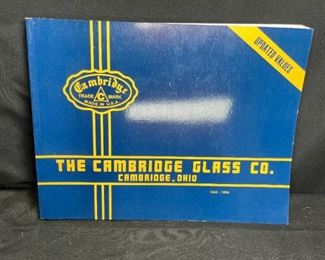 UPDATED VALUES
Cambridge
TRADE MARK
C
MADE IN U.S.A.
THE CAMBRIDGE GLASS CO.
CAMBRIDGE, OHIO